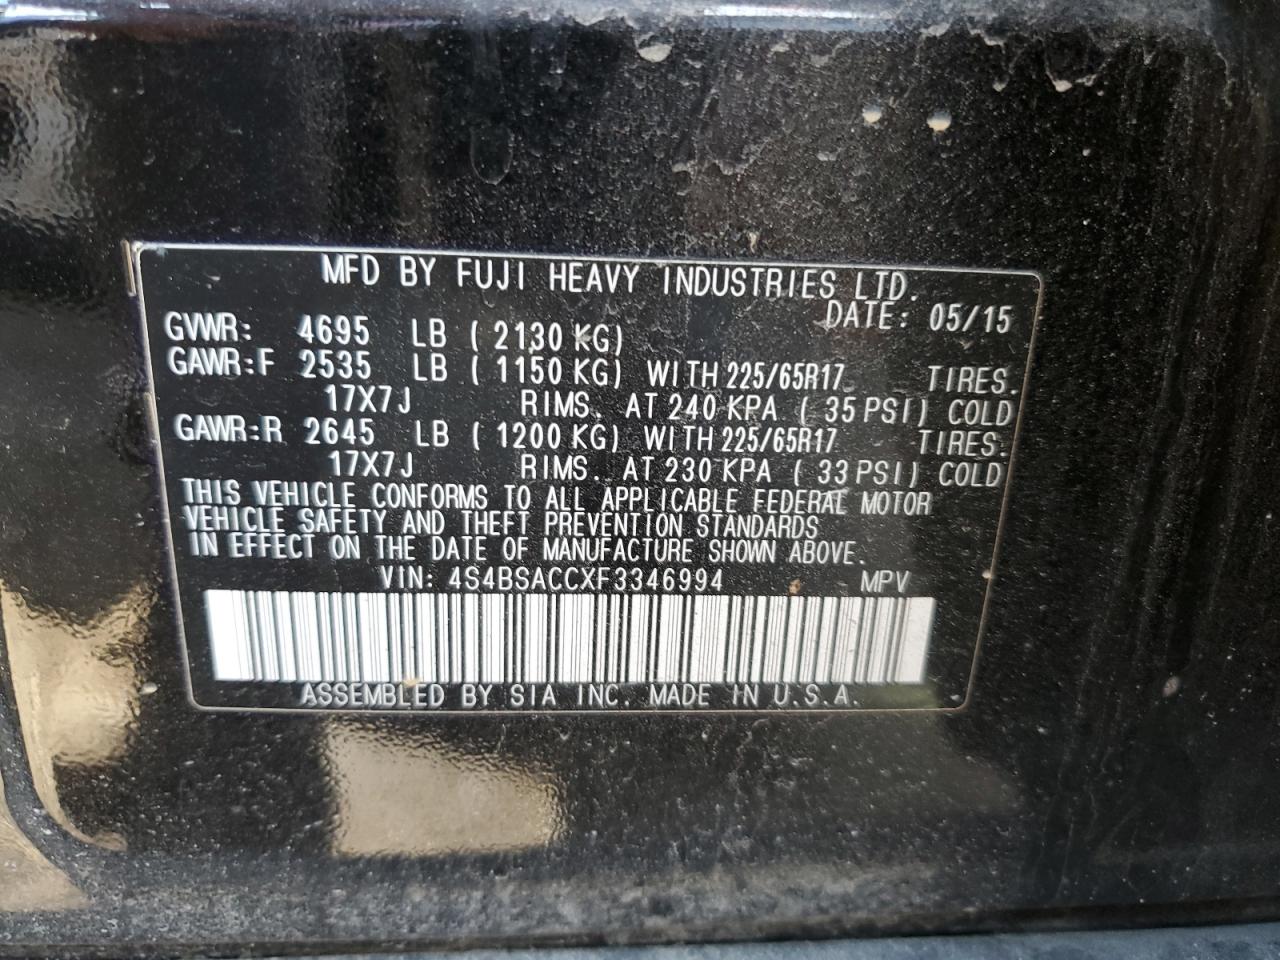 MFD BY FUJI HEAVY INDUSTRIES LTD.
DATE: 05/15
GVWR: 4695 LB ( 2130 KG)
GAWR:F 2535 LB ( 1150 KG) WITH 225/65R17 TIRES.
17X7J RIMS. AT 240 KPA ( 35 PSI) COLD
GAWR:R 2645 LB ( 1200 KG) WITH 225/65R17 TIRES.
17X7J RIMS. AT 230 KPA ( 33 PSI) COLD
THIS VEHICLE CONFORMS TO ALL APPLICABLE FEDERAL MOTOR
VEHICLE SAFETY AND THEFT PREVENTION STANDARDS
IN EFFECT ON THE DATE OF MANUFACTURE SHOWN ABOVE.
VIN: 4S4BSACCXF3346994 MPV
ASSEMBLED BY SIA INC. MADE IN U.S.A.